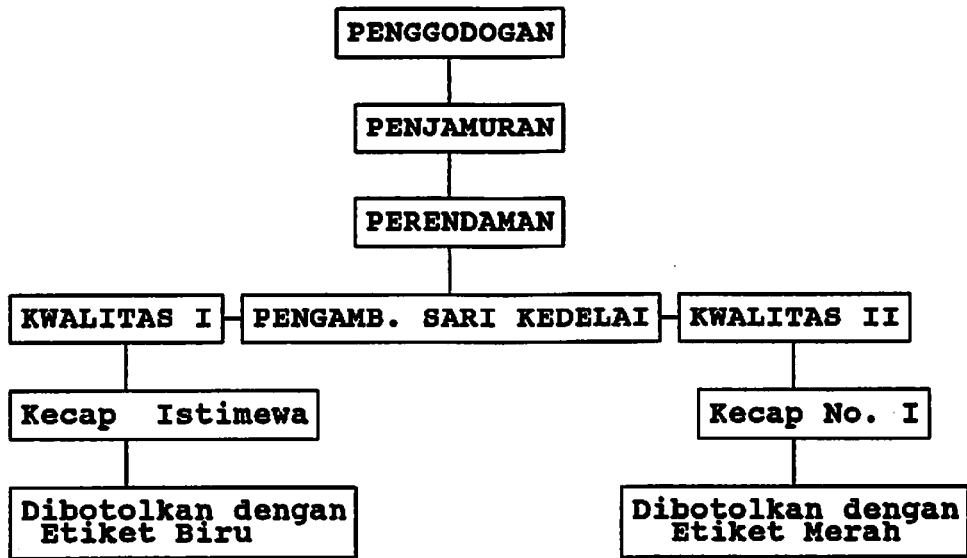 PENGGODOGAN
PENJAMURAN
PERENDAMAN
KWALITAS I
PENGAMB. SARI KEDELAI
KWALITAS II
Kecap Istimewa
Kecap No. I
Dibotolkan dengan
Etiket Biru
Dibotolkan dengan
Etiket Merah